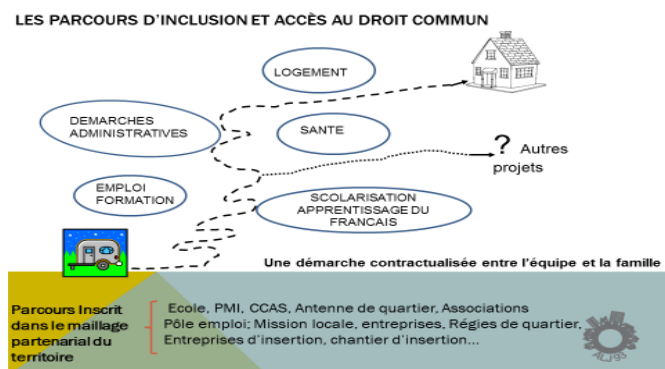 LES PARCOURS D'INCLUSION ET ACCÈS AU DROIT COMMUN
LOGEMENT
DEMARCHES
ADMINISTRATIVES
SANTE
? Autres
projets
EMPLOI
FORMATION
SCOLARISATION
APPRENTISSAGE DU
FRANCAIS
Une démarche contractualisée entre l'équipe et la famille
Parcours Inscrit
dans le maillage
partenarial du
territoire
Ecole, PMI, CCAS, Antenne de quartier, Associations
Pôle emploi; Mission locale, entreprises, Régies de quartier,
Entreprises d'insertion, chantier d'insertion...
ALJ 93